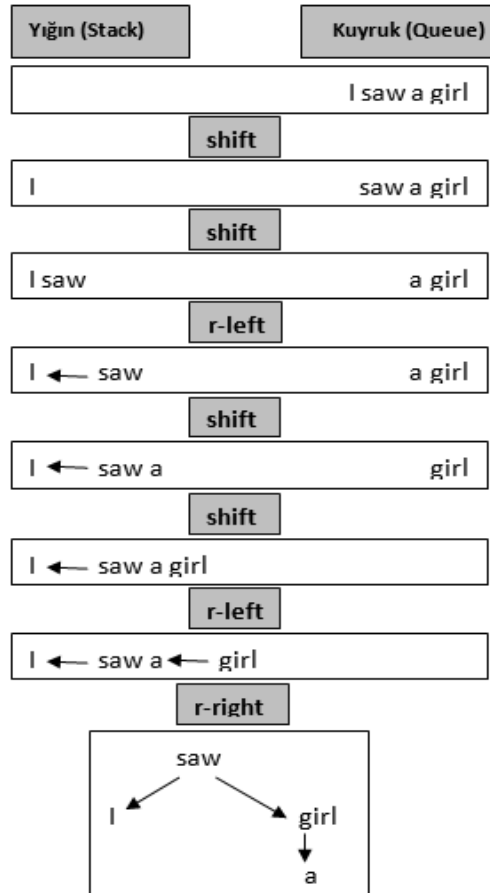 Yığın (Stack) Kuyruk (Queue)
I saw a girl
shift
I saw a girl
shift
I saw a girl
r-left
I saw a girl
shift
I saw a girl
shift
I saw a girl
r-left
I saw a girl
r-right
saw
I girl
a